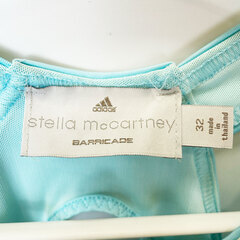 adidas
stella mccartney
BARRICADE
32
made in
thailand